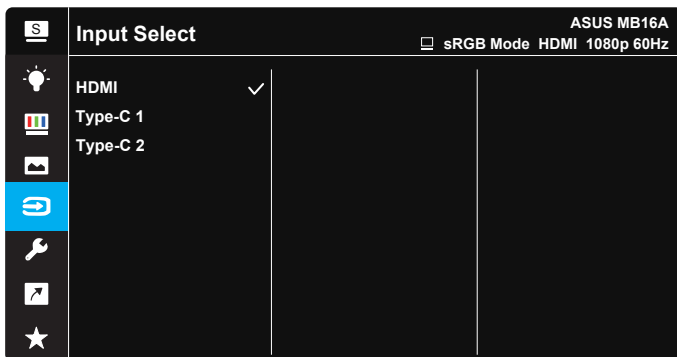 S
Input Select
ASUS MB16A
sRGB Mode HDMI 1080p 60Hz
HDMI
Type-C 1
Type-C 2